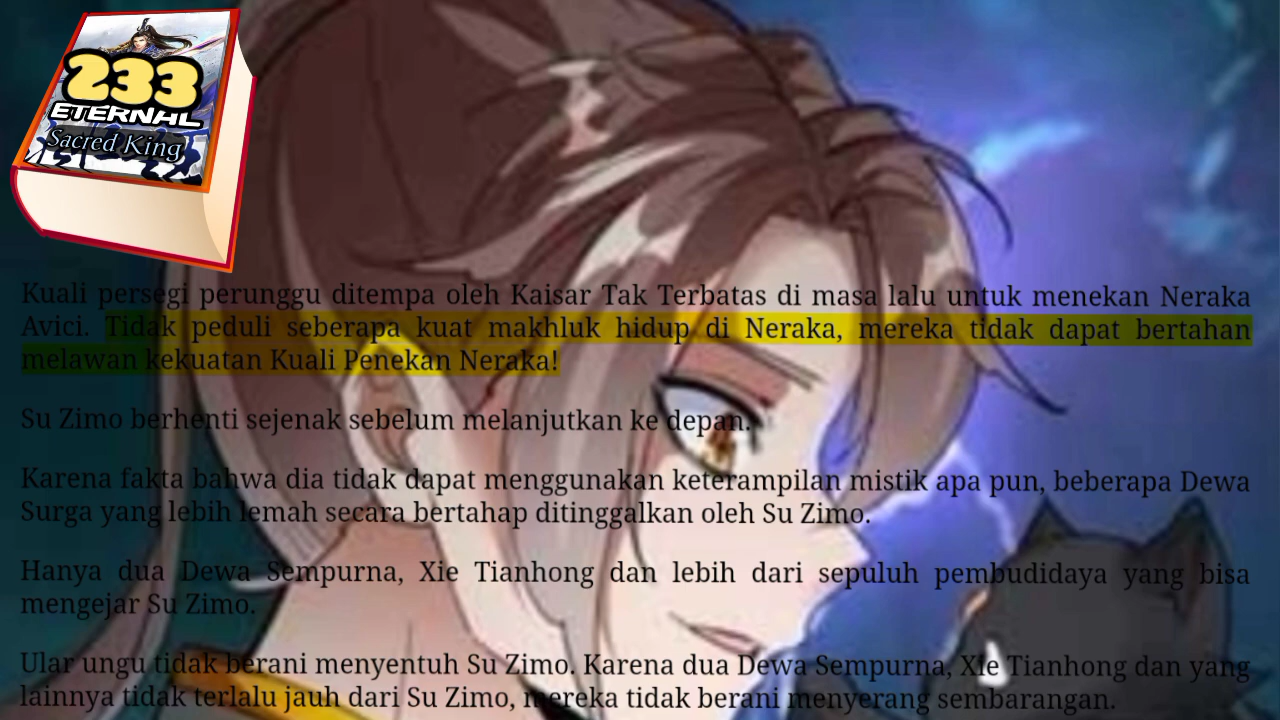 233
ETERNAL
Sacred King
Kuali persegi perunggu ditempa oleh Kaisar Tak Terbatas di masa lalu untuk menekan Neraka
Avici. Tidak peduli seberapa kuat makhluk hidup di Neraka, mereka tidak dapat bertahan
melawan kekuatan Kuali Penekan Neraka!
Su Zimo berhenti sejenak sebelum melanjutkan ke depan.
Karena fakta bahwa dia tidak dapat menggunakan keterampilan mistik apa pun, beberapa Dewa
Surga yang lebih lemah secara bertahap ditinggalkan oleh Su Zimo.
Hanya dua Dewa Sempurna, Xie Tianhong dan lebih dari sepuluh pembudidaya yang bisa
mengejar Su Zimo.
Ular ungu tidak berani menyentuh Su Zimo. Karena dua Dewa Sempurna, Xie Tianhong dan yang
lainnya tidak terlalu jauh dari Su Zimo, mereka tidak berani menyerang sembarangan.